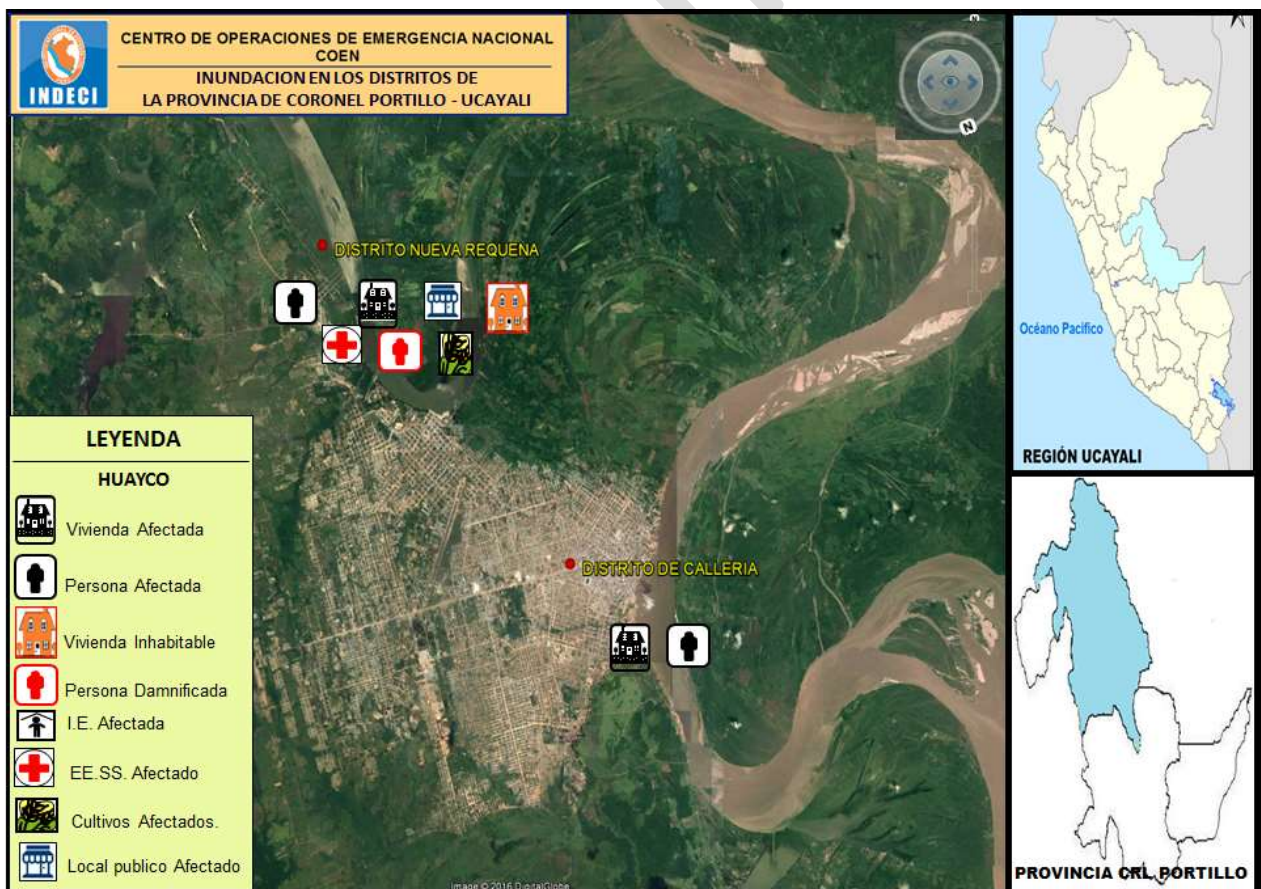 INDECI
CENTRO DE OPERACIONES DE EMERGENCIA NACIONAL
COEN
INUNDACION EN LOS DISTRITOS DE
LA PROVINCIA DE CORONEL PORTILLO - UCAYALI
N
DISTRITO NUEVA REQUENA
DISTRITO DE CALLERIA
LEYENDA
HUAYCO
Vivienda Afectada
Persona Afectada
Vivienda Inhabitable
Persona Damnificada
I.E. Afectada
EE.SS. Afectado
Cultivos Afectados.
Local publico Afectado
Image © 2016 DigitalGlobe
Océano Pacífico
REGIÓN UCAYALI
PROVINCIA CRL PORTILLO